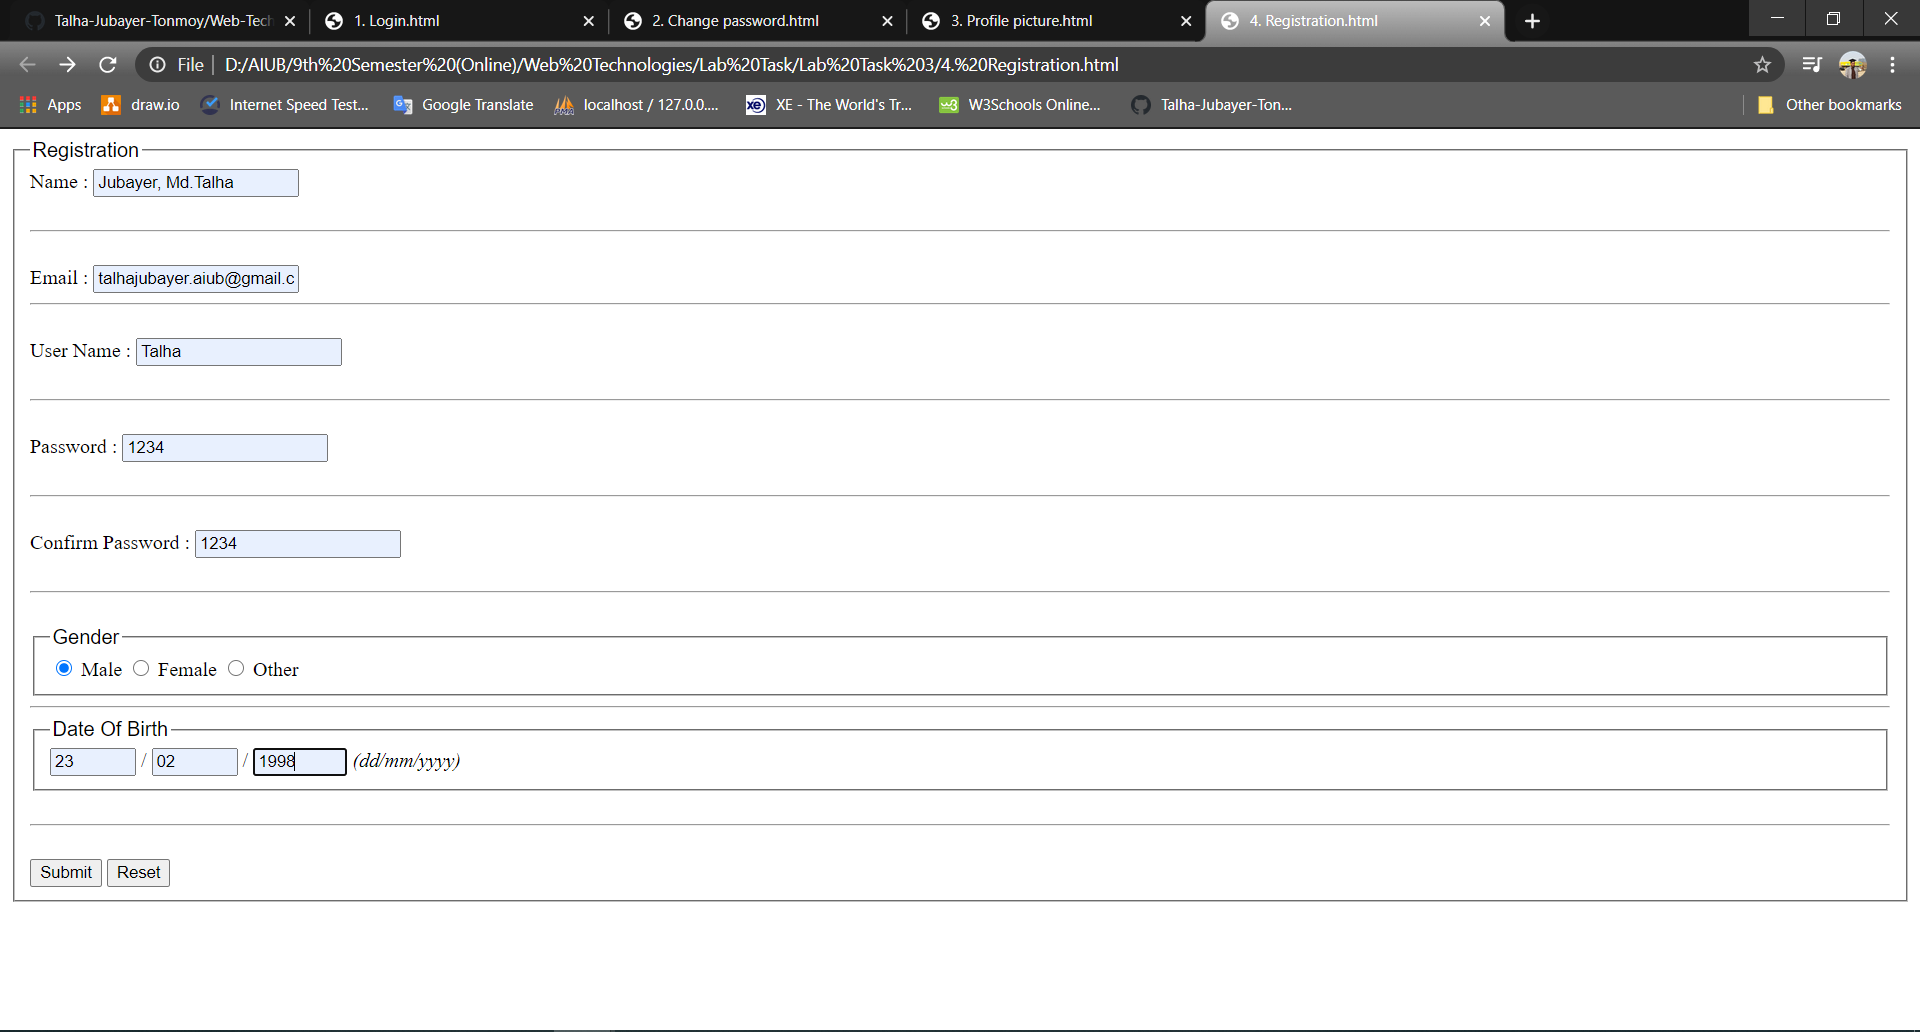 Talha-Jubayer-Tonmoy/Web-Tech 1. Login.html 2. Change password.html 3. Profile picture.html 4. Registration.html
File D:/AIUB/9th%20Semester%20(Online)/Web%20Technologies/Lab%20Task/Lab%20Task%203/4.%20Registration.html
Apps draw.io Internet Speed Test... Google Translate localhost / 127.0.0.... XE - The World's Tr... W3Schools Online... Talha-Jubayer-Ton... Other bookmarks
Registration
Name : Jubayer, Md.Talha
Email : talhajubayer.aiub@gmail.c
User Name : Talha
Password : 1234
Confirm Password : 1234
Gender
Male Female Other
Date Of Birth
23 / 02 / 1998 (dd/mm/yyyy)
Submit Reset